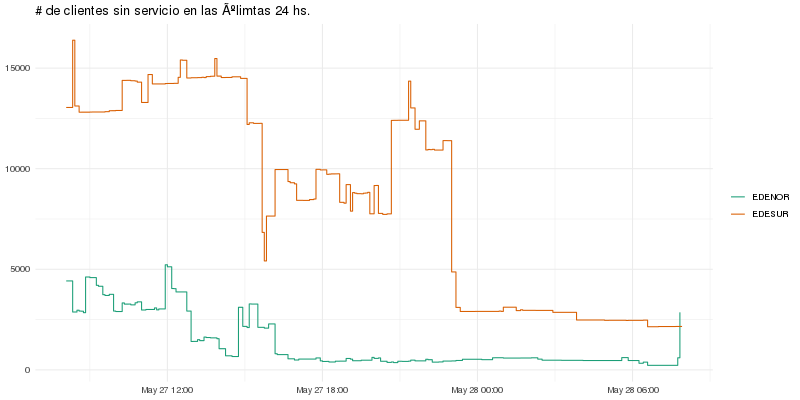 # de clientes sin servicio en las Ãºlimtas 24 hs.
15000
10000
5000
0
May 27 12:00
May 27 18:00
May 28 00:00
May 28 06:00
EDENOR
EDESUR